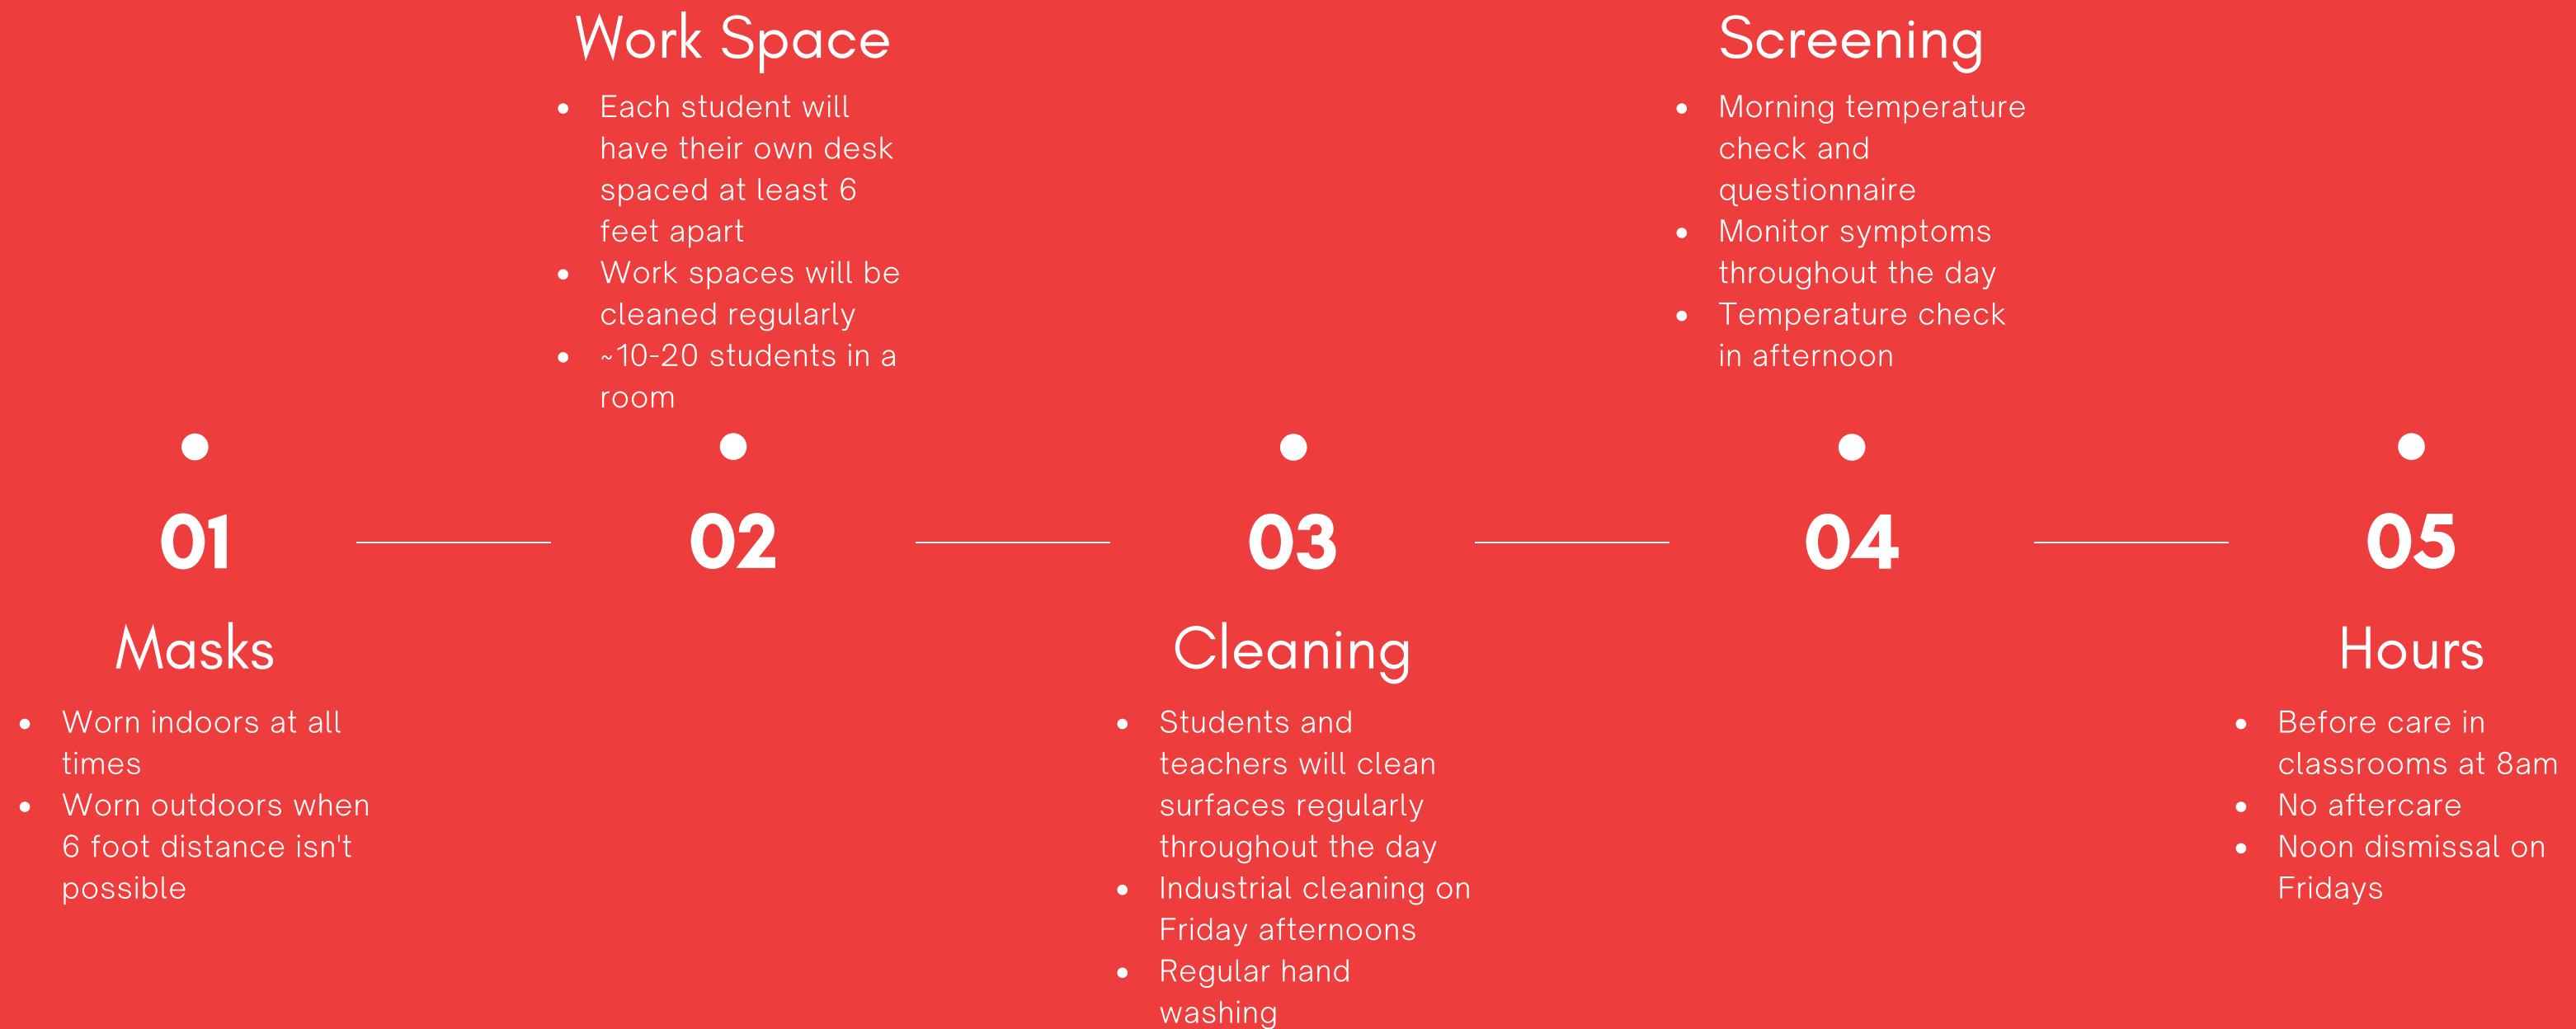 Work Space
• Each student will
have their own desk
spaced at least 6
feet apart
• Work spaces will be
cleaned regularly
• ~10-20 students in a
room
Screening
• Morning temperature
check and
questionnaire
• Monitor symptoms
throughout the day
• Temperature check
in afternoon
01
02
03
04
05
Masks
• Worn indoors at all
times
• Worn outdoors when
6 foot distance isn't
possible
Cleaning
• Students and
teachers will clean
surfaces regularly
throughout the day
• Industrial cleaning on
Friday afternoons
• Regular hand
washing
Hours
• Before care in
classrooms at 8am
• No aftercare
• Noon dismissal on
Fridays